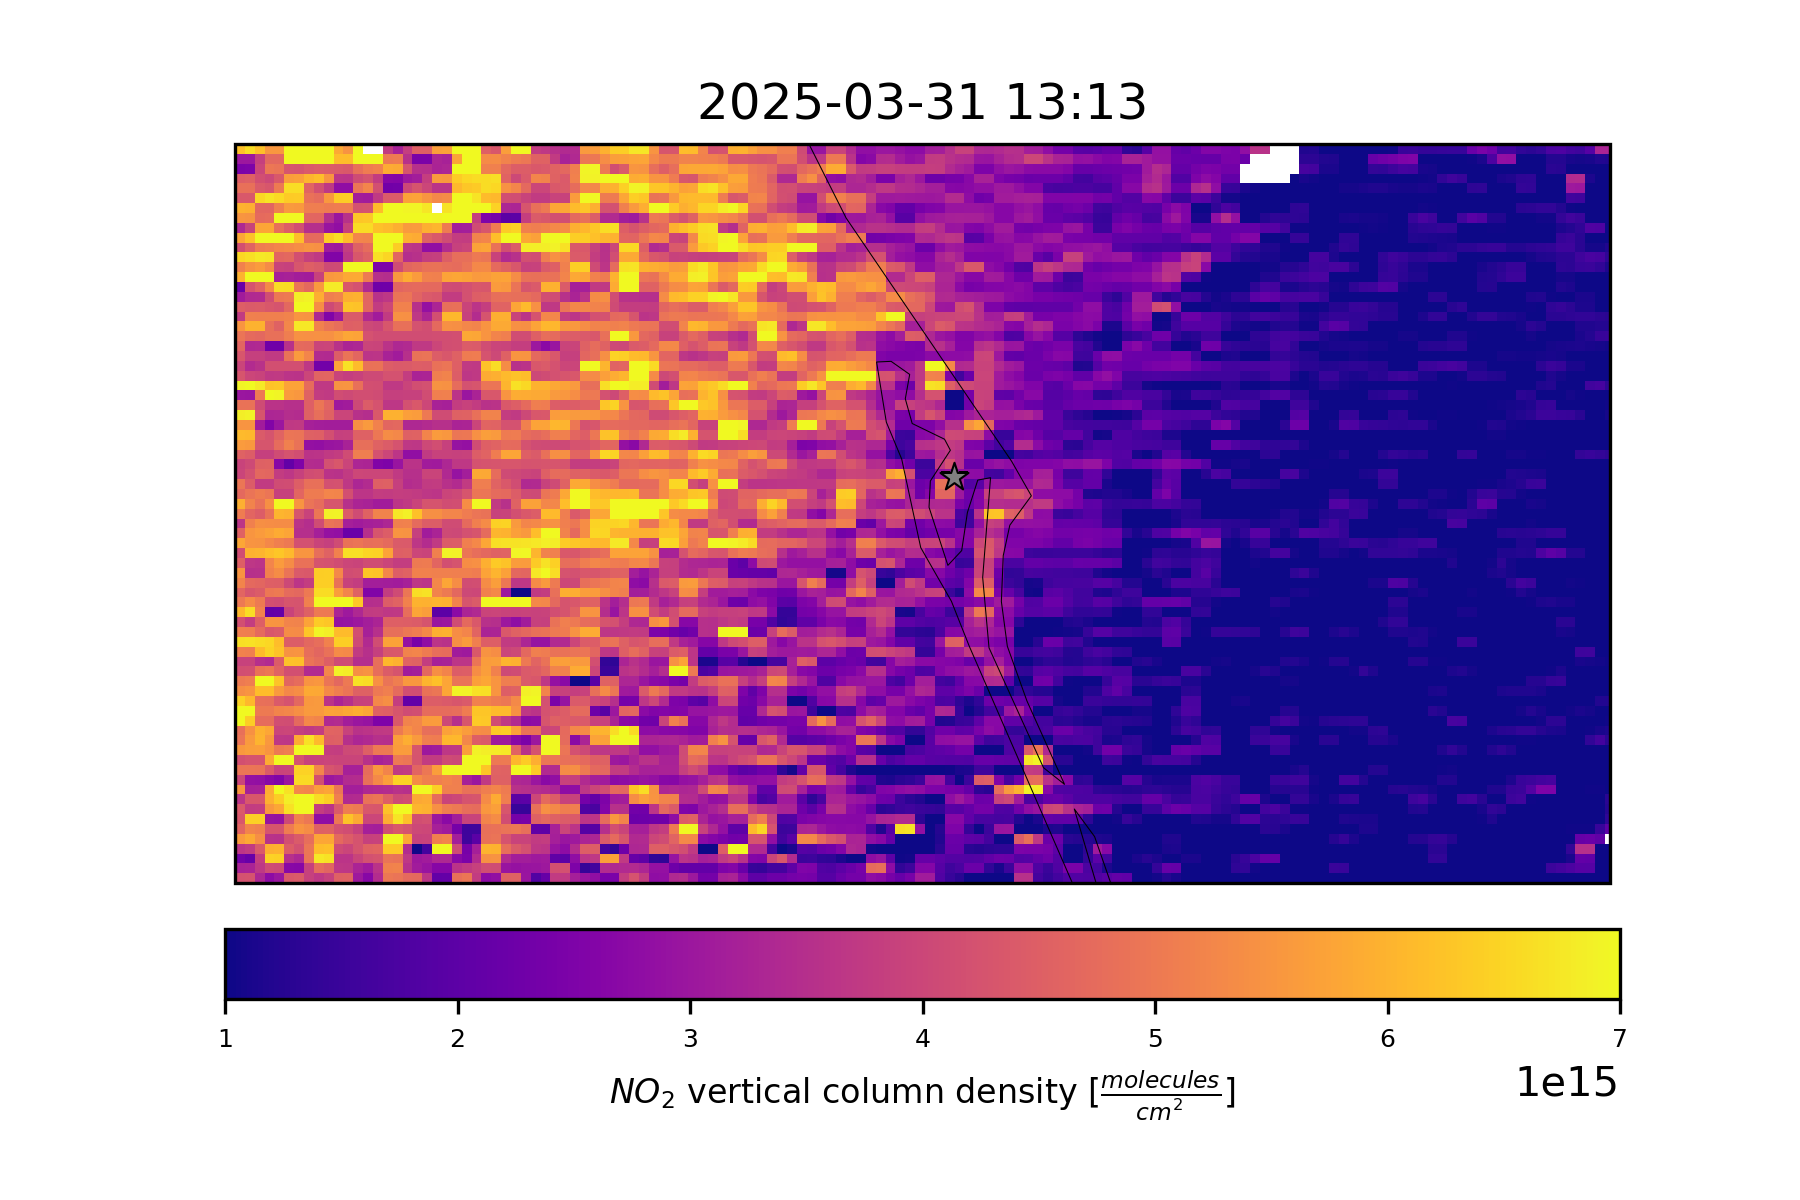 2025-03-31 13:13
1 2 3 4 5 6 7
1e15
NO₂ vertical column density [molecules/cm²]